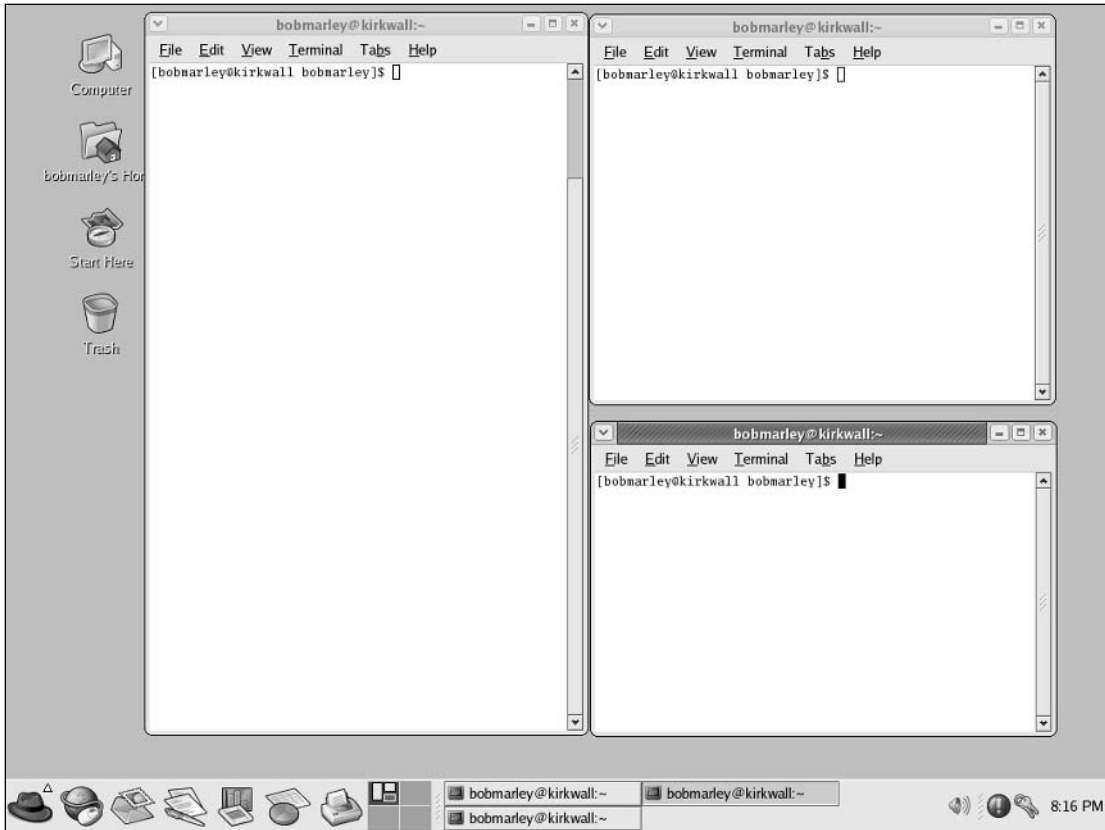 Computer
bobmarley's Hor
Start Here
Trash
bobmarley@kirkwall:~
File Edit View Terminal Tabs Help
[bobmarley@kirkwall bobmarley]$
bobmarley@kirkwall:~
File Edit View Terminal Tabs Help
[bobmarley@kirkwall bobmarley]$
bobmarley@kirkwall:~
File Edit View Terminal Tabs Help
[bobmarley@kirkwall bobmarley]$
bobmarley@kirkwall:~
bobmarley@kirkwall:~
bobmarley@kirkwall:~
8:16 PM